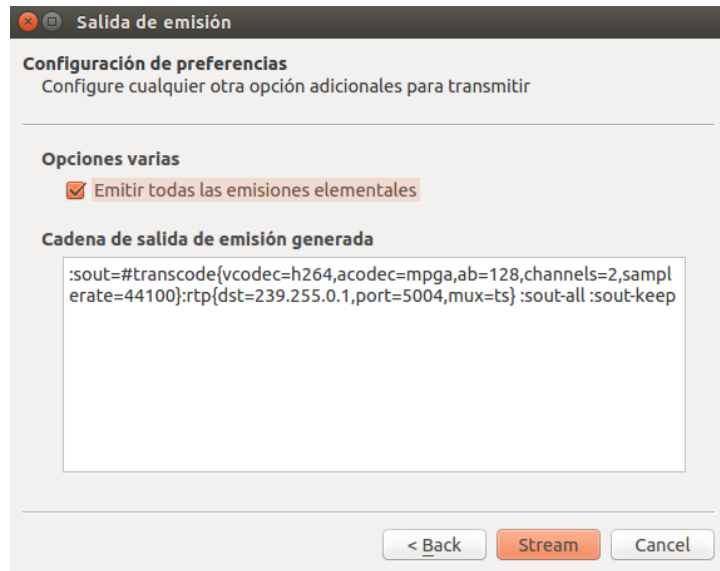 Salida de emisión
Configuración de preferencias
Configure cualquier otra opción adicionales para transmitir
Opciones varias
Emitir todas las emisiones elementales
Cadena de salida de emisión generada
:sout=#transcode{vcodec=h264,acodec=mpga,ab=128,channels=2,sampl
erate=44100}:rtp{dst=239.255.0.1,port=5004,mux=ts} :sout-all :sout-keep
< Back Stream Cancel